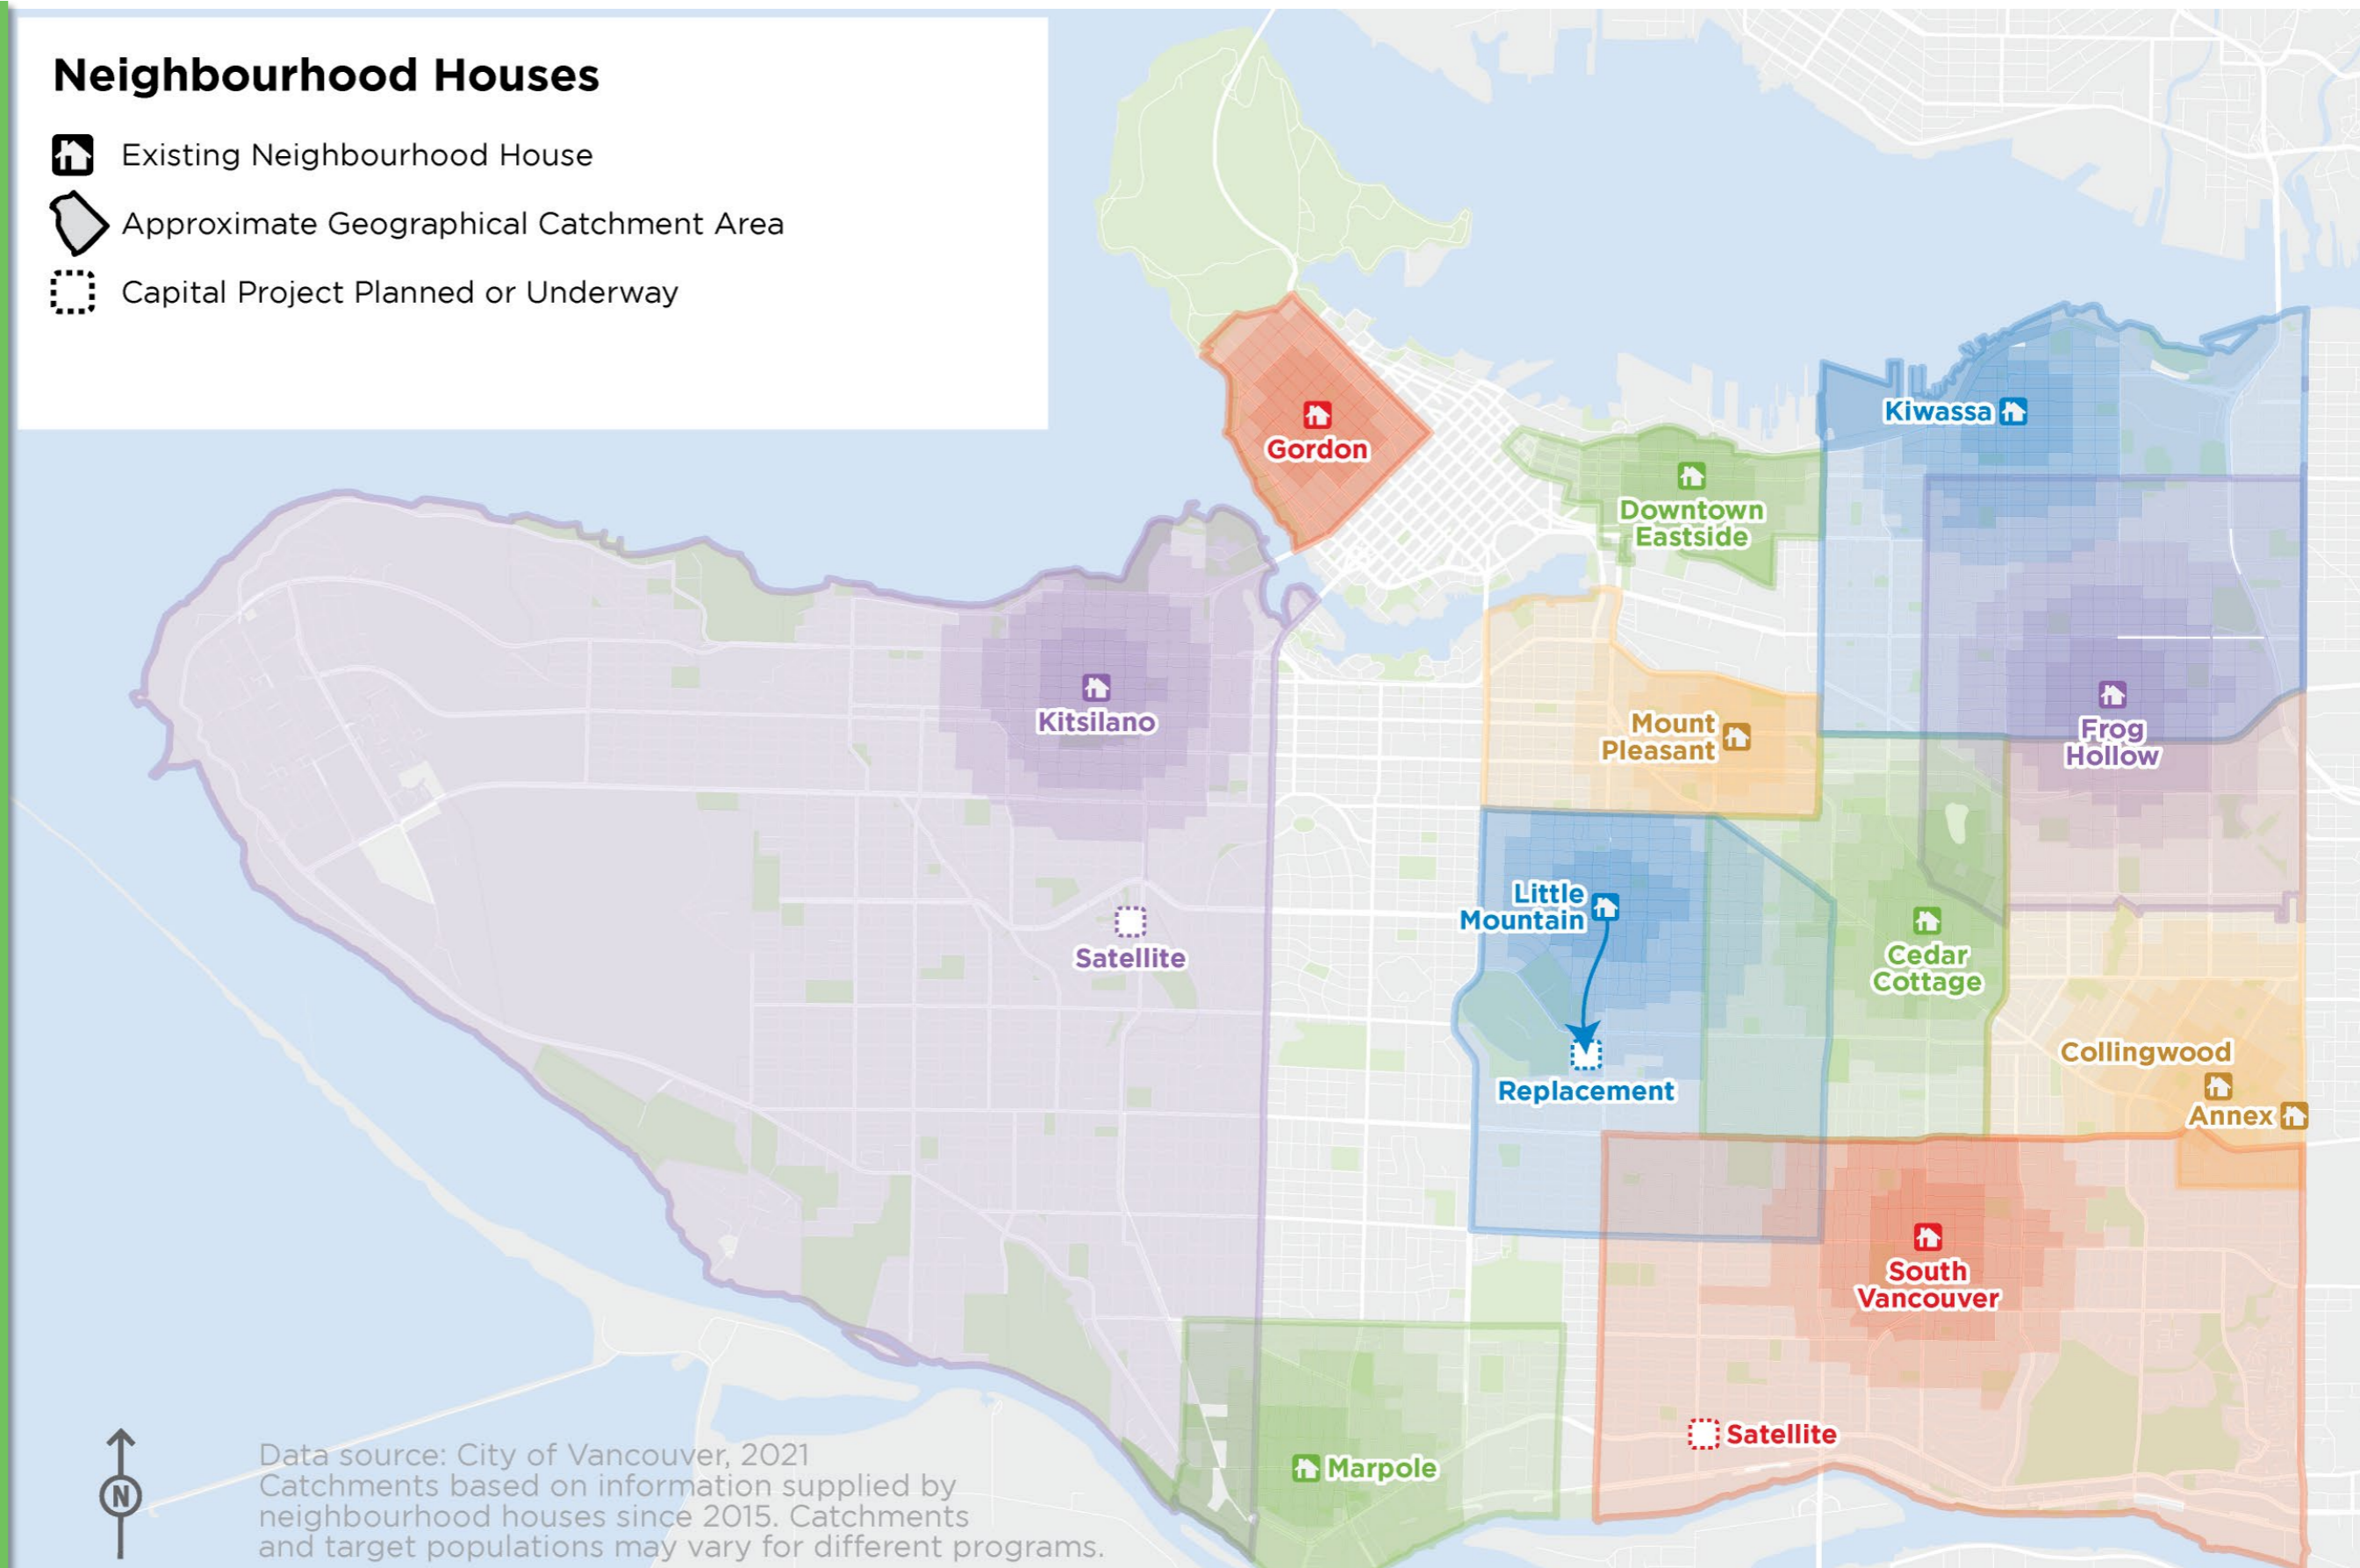 Neighbourhood Houses
Existing Neighbourhood House
Approximate Geographical Catchment Area
Capital Project Planned or Underway
Gordon
Kiwassa
Downtown
Eastside
Kitsilano
Mount
Pleasant
Frog
Hollow
Little
Mountain
Satellite
Cedar
Cottage
Collingwood
Replacement
Annex
South
Vancouver
Satellite
Marpole
N
Data source: City of Vancouver, 2021
Catchments based on information supplied by
neighbourhood houses since 2015. Catchments
and target populations may vary for different programs.